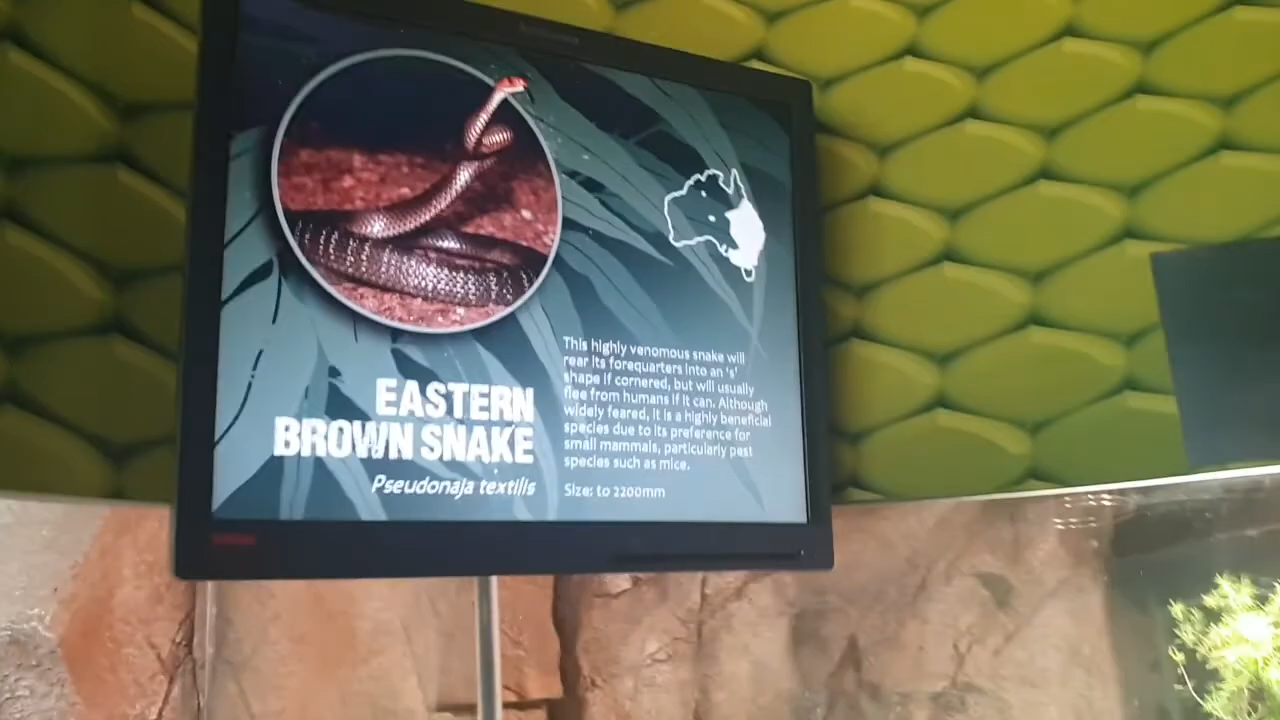 EASTERN
BROWN SNAKE
Pseudonaja textilis
This highly venomous snake will
rear its forequarters into an 's'
shape if cornered, but will usually
flee from humans if it can. Although
widely feared, it is a highly beneficial
species due to its preference for
small mammals, particularly pest
species such as mice.
Size: to 2200mm